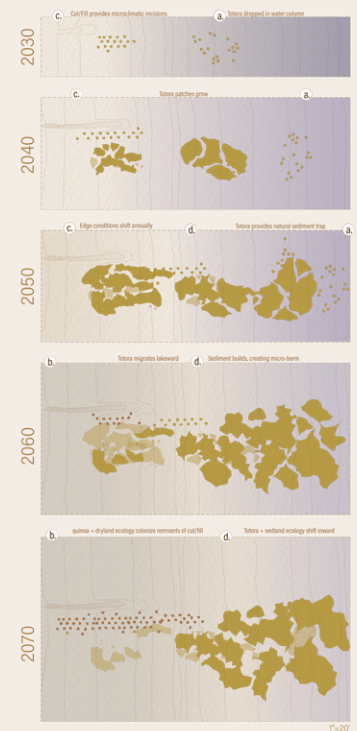 2030
c.
Cut/Fill provides microclimatic incisions
a.
Totora dropped in water column
2040
c.
Totora patches grow
a.
2050
c.
Edge conditions shift annually
d.
Totora provides natural sediment trap
a.
2060
b.
Totora migrates lakeward
d.
Sediment builds, creating micro-berm
2070
b.
quinoa + dryland ecology colonize remnants of cut/fill
d.
Totora + wetland ecology shift inward
1"=20'